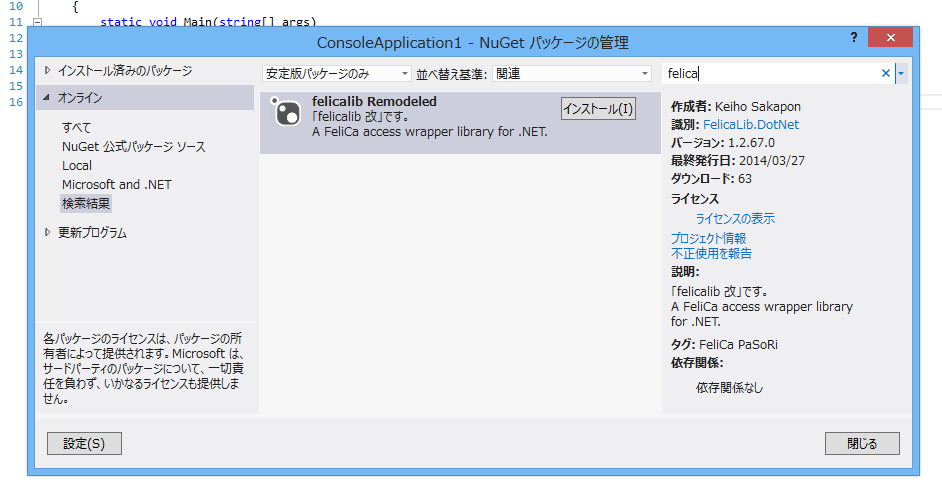 10 {
11 static void Main(string[] args)
12
13
14
15
16
ConsoleApplication1 - NuGet パッケージの管理
?
インストール済みのパッケージ
オンライン
すべて
NuGet 公式パッケージ ソース
Local
Microsoft and .NET
検索結果
更新プログラム
各パッケージのライセンスは、パッケージの所
有者によって提供されます。Microsoft は、
サードパーティのパッケージについて、一切責
任を負わず、いかなるライセンスも提供しま
せん。
設定(S)
安定版パッケージのみ
並べ替え基準:
関連
felicalib Remodeled
「felicalib 改」です。
A FeliCa access wrapper library for .NET.
インストール(I)
felica
作成者: Keiho Sakapon
識別: FelicaLib.DotNet
バージョン: 1.2.67.0
最終発行日: 2014/03/27
ダウンロード: 63
ライセンス
ライセンスの表示
プロジェクト情報
不正使用を報告
説明:
「felicalib 改」です。
A FeliCa access wrapper library
for .NET.
タグ: FeliCa PaSoRi
依存関係:
依存関係なし
閉じる